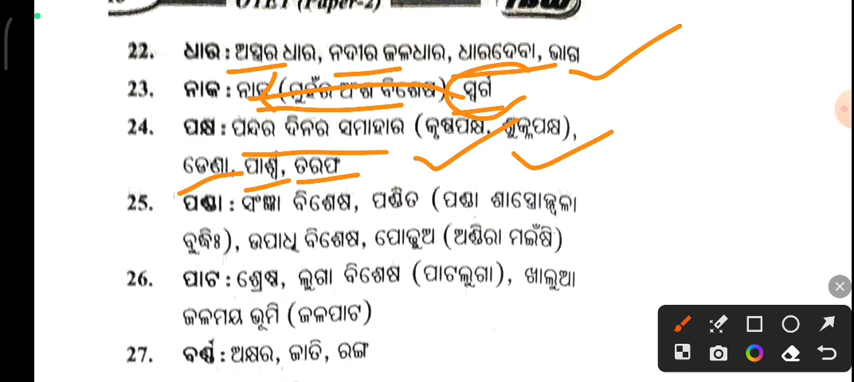 OTET (Paper-2)
22. ଧାର : ଅସ୍ତ୍ରର ଧାର, ନଦୀର ଜଳଧାର, ଧାରଦେବା, ଭାଗ
23. ନାକ : ନାକ (ମୁହଁର ଅଂଶ ବିଶେଷ), ସ୍ୱର୍ଗ
24. ପକ୍ଷ : ପନ୍ଦର ଦିନର ସମାହାର (କୃଷ୍ଣପକ୍ଷ, ଶୁକ୍ଳପକ୍ଷ),
ଡେଣା, ପାର୍ଶ୍ୱ, ତରଫ
25. ପଣ୍ଡା : ସଂଜ୍ଞା ବିଶେଷ, ପଣ୍ଡିତ (ପଣ୍ଡା ଶାସ୍ତ୍ରୋଜ୍ଜ୍ୱଳା
ବୁଦ୍ଧିଃ), ଉପାଧି ବିଶେଷ, ପୋଢୁଅ (ଅଣ୍ଡିରା ମଇଁଷି)
26. ପାଟ : ଶ୍ରେଷ୍ଠ, ଲୁଗା ବିଶେଷ (ପାଟଲୁଗା), ଖାଲୁଆ
ଜଳମୟ ଭୂମି (ଜଳପାଟ)
27. ବର୍ଣ୍ଣ : ଅକ୍ଷର, ଜାତି, ରଙ୍ଗ